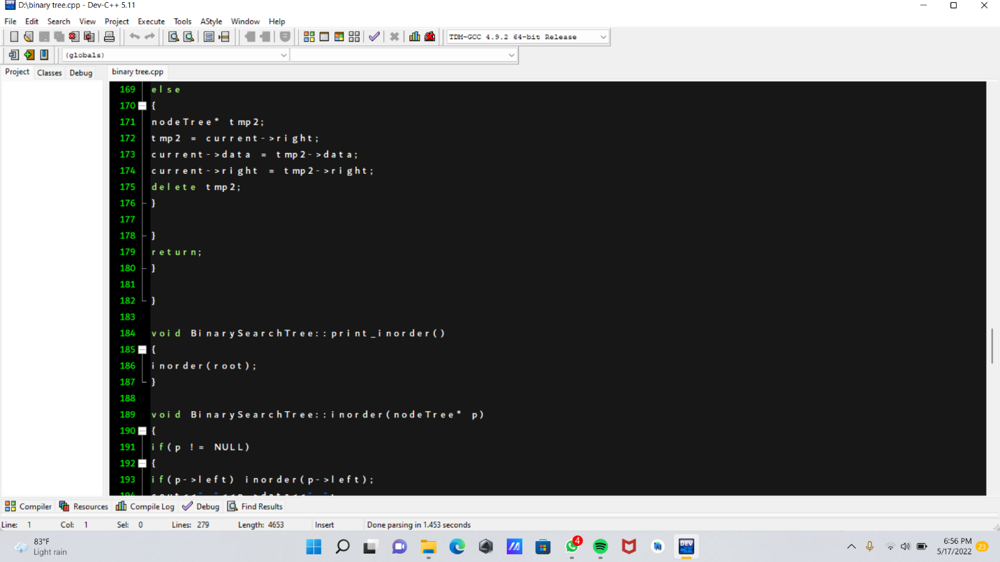 D:\binary tree.cpp - Dev-C++ 5.11
File Edit Search View Project Execute Tools AStyle Window Help
TDM-GCC 4.9.2 64-bit Release
(globals)
Project Classes Debug binary tree.cpp
169 else
170 {
171 nodeTree* tmp2;
172 tmp2 = current->right;
173 current->data = tmp2->data;
174 current->right = tmp2->right;
175 delete tmp2;
176 }
177
178 }
179 return;
180 }
181
182 }
183
184 void BinarySearchTree::print_inorder()
185 {
186 inorder(root);
187 }
188
189 void BinarySearchTree::inorder(nodeTree* p)
190 {
191 if(p != NULL)
192 {
193 if(p->left) inorder(p->left);
194 cout<<" "<<p->data<<" ";
Compiler Resources Compile Log Debug Find Results
Line: 1 Col: 1 Sel: 0 Lines: 279 Length: 4653 Insert Done parsing in 1.453 seconds
83°F
Light rain
4
DEV
6:56 PM
5/17/2022
23